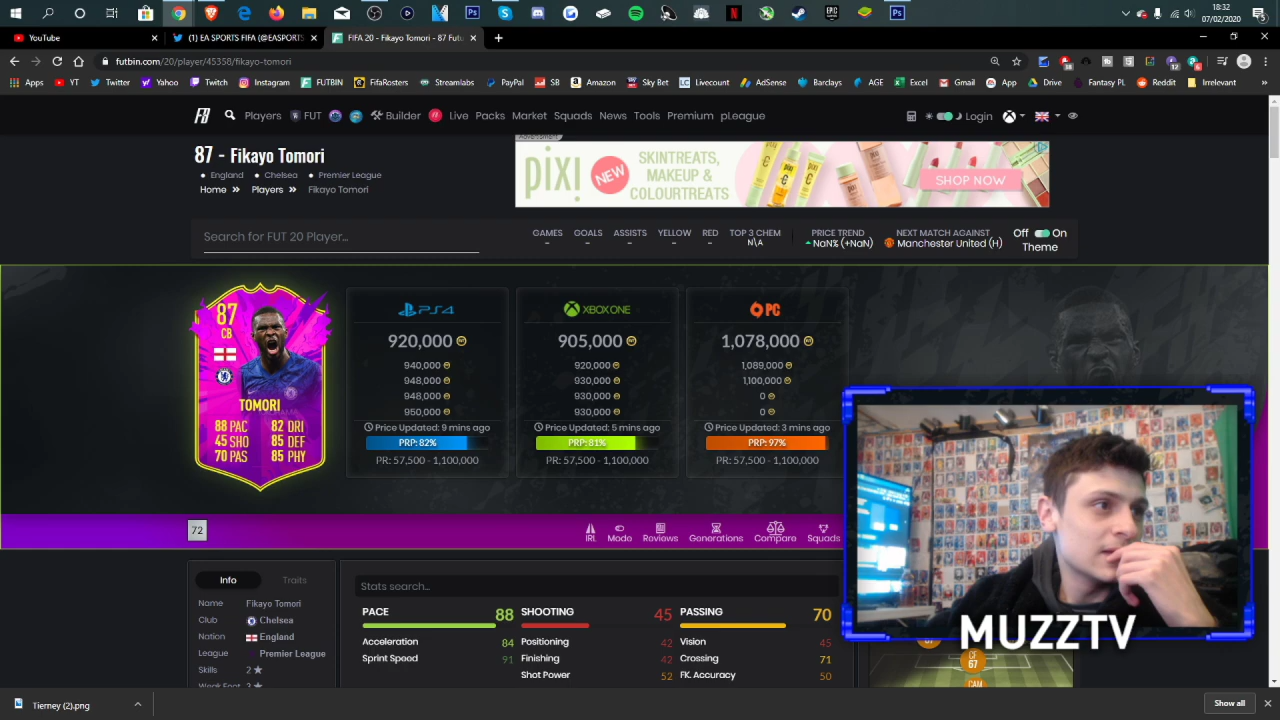 18:32
07/02/2020
YouTube
(1) EA SPORTS FIFA (@EASPORTS
FIFA 20 - Fikayo Tomori - 87 Futu
futbin.com/20/player/45358/fikayo-tomori
Apps YT Twitter Yahoo Twitch Instagram FUTBIN FifaRosters Streamlabs PayPal SB Amazon Sky Bet Livecount AdSense Barclays AGE Excel Gmail App Drive Fantasy PL Reddit Irrelevant
Players FUT Builder Live Packs Market Squads News Tools Premium pLeague Login
87 - Fikayo Tomori
England Chelsea Premier League
Home Players Fikayo Tomori
pixi NEW SKINTREATS,
MAKEUP &
COLOURTREATS
SHOP NOW
Search for FUT 20 Player...
GAMES GOALS ASSISTS YELLOW RED TOP 3 CHEM PRICE TREND NEXT MATCH AGAINST Off On
- - - - - N\A NaN% (+NaN) Manchester United (H) Theme
87
CB
TOMORI
88 PAC 82 DRI
45 SHO 85 DEF
70 PAS 85 PHY
PS4
920,000
940,000
948,000
948,000
950,000
Price Updated: 9 mins ago
PRP: 82%
PR: 57,500 - 1,100,000
XBOX ONE
905,000
920,000
930,000
930,000
930,000
Price Updated: 5 mins ago
PRP: 81%
PR: 57,500 - 1,100,000
PC
1,078,000
1,089,000
1,100,000
0
0
Price Updated: 3 mins ago
PRP: 97%
PR: 57,500 - 1,100,000
72
IRL Mode Reviews Generations Compare Squads
Info Traits
Name Fikayo Tomori
Club Chelsea
Nation England
League Premier League
Skills 2
Weak Foot 3
Stats search...
PACE 88
Acceleration 84
Sprint Speed 91
SHOOTING 45
Positioning 42
Finishing 42
Shot Power 52
PASSING 70
Vision 45
Crossing 71
FK. Accuracy 50
MUZZTV
67
CF
67
CAM
Tierney (2).png
Show all